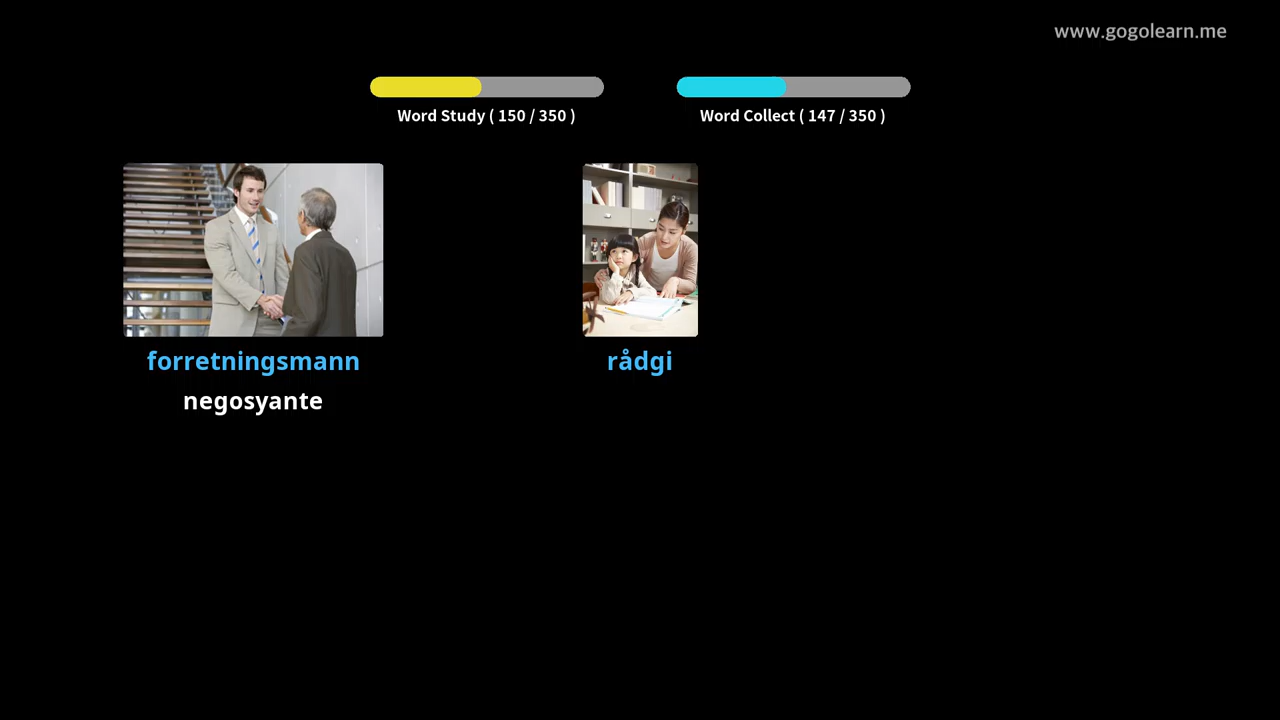 www.gogolearn.me
Word Study ( 150 / 350 )
Word Collect ( 147 / 350 )
forretningsmann
negosyante
rådgi